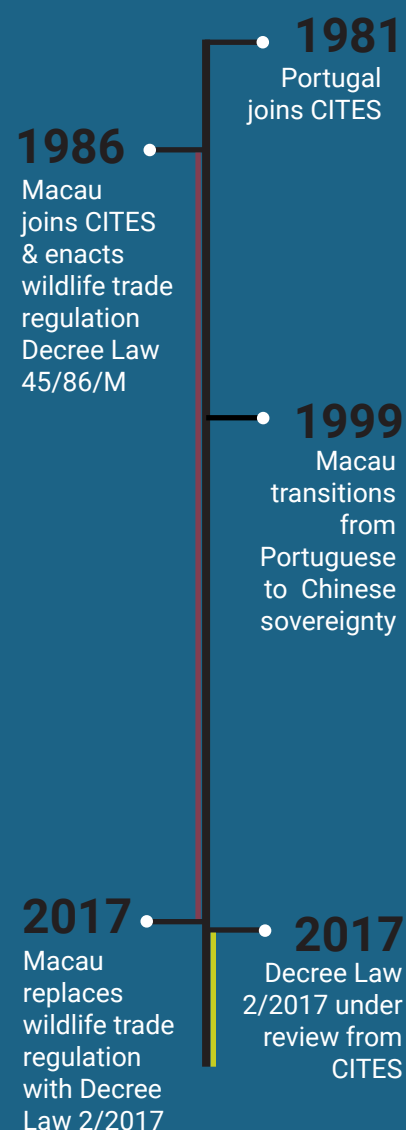 1981
Portugal
joins CITES
1986
Macau
joins CITES
& enacts
wildlife trade
regulation
Decree Law
45/86/M
1999
Macau
transitions
from
Portuguese
to Chinese
sovereignty
2017
Macau
replaces
wildlife trade
regulation
with Decree
Law 2/2017
2017
Decree Law
2/2017 under
review from
CITES